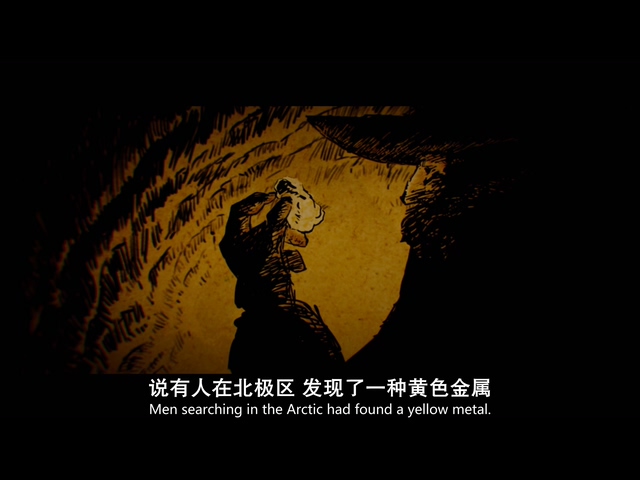 说有人在北极区 发现了一种黄色金属
Men searching in the Arctic had found a yellow metal.